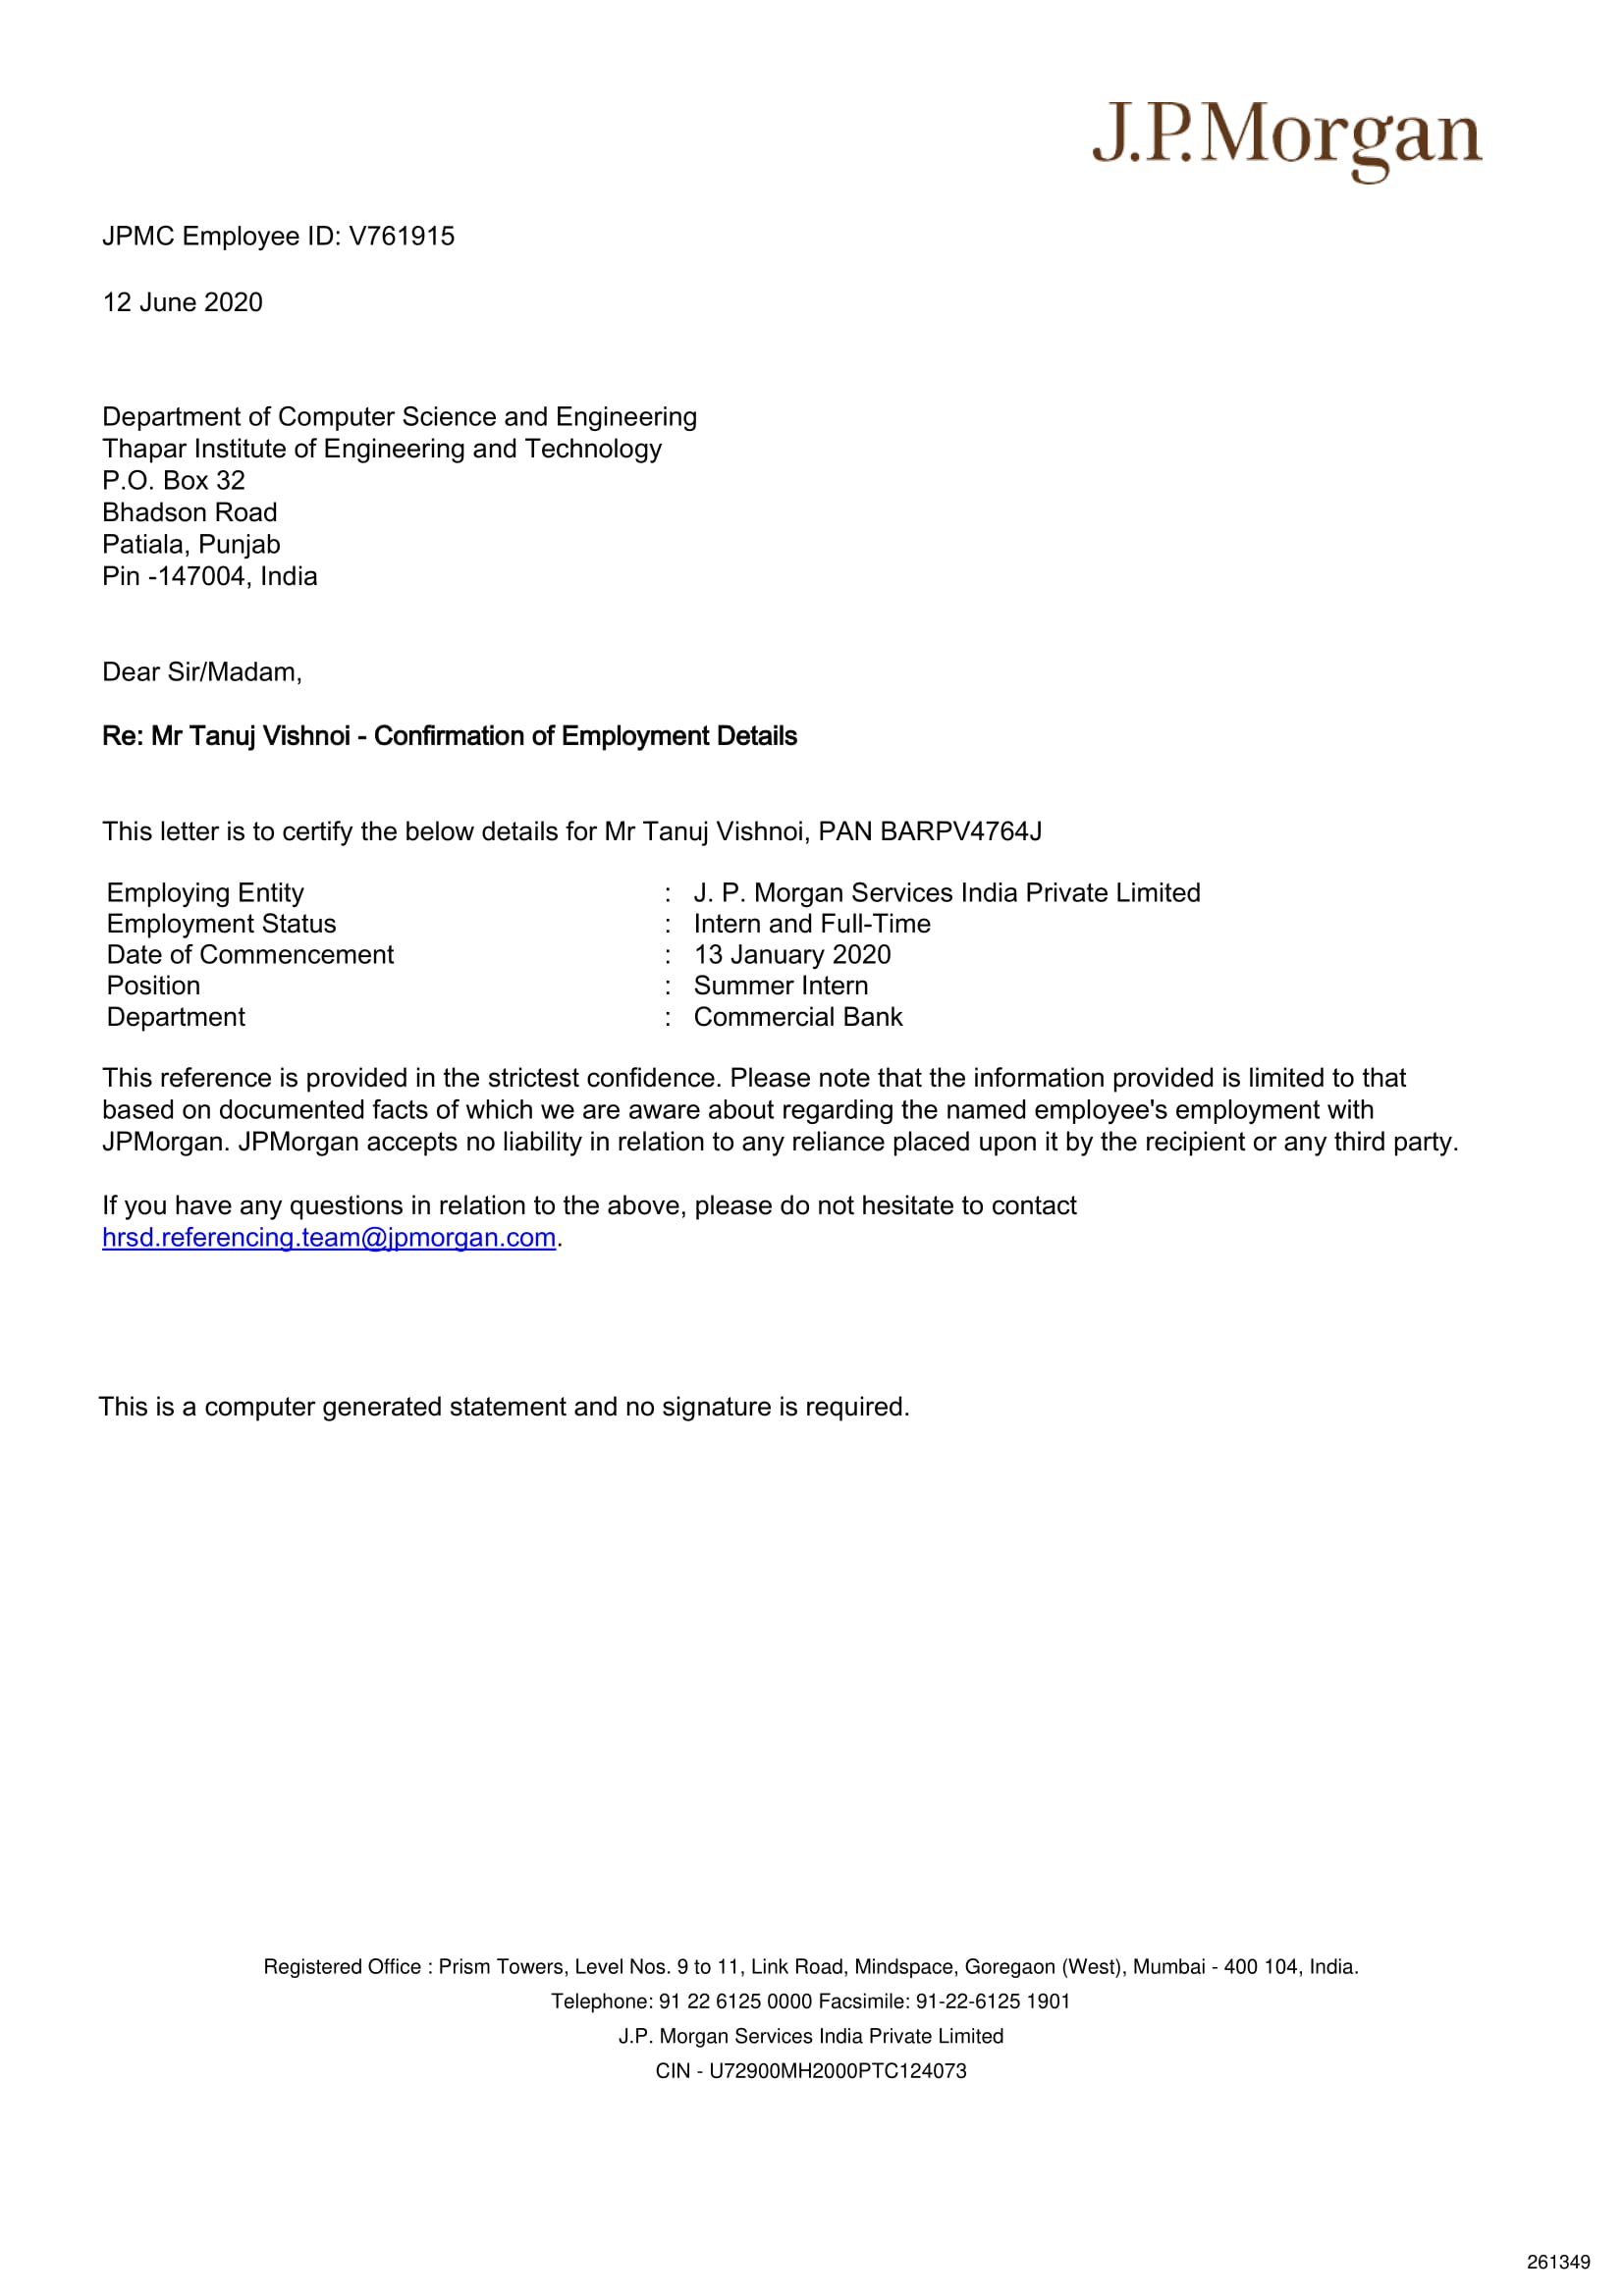 J.P.Morgan
JPMC Employee ID: V761915
12 June 2020
Department of Computer Science and Engineering
Thapar Institute of Engineering and Technology
P.O. Box 32
Bhadson Road
Patiala, Punjab
Pin -147004, India
Dear Sir/Madam,
Re: Mr Tanuj Vishnoi - Confirmation of Employment Details
This letter is to certify the below details for Mr Tanuj Vishnoi, PAN BARPV4764J
Employing Entity : J. P. Morgan Services India Private Limited
Employment Status : Intern and Full-Time
Date of Commencement : 13 January 2020
Position : Summer Intern
Department : Commercial Bank
This reference is provided in the strictest confidence. Please note that the information provided is limited to that
based on documented facts of which we are aware about regarding the named employee's employment with
JPMorgan. JPMorgan accepts no liability in relation to any reliance placed upon it by the recipient or any third party.
If you have any questions in relation to the above, please do not hesitate to contact
hrsd.referencing.team@jpmorgan.com.
This is a computer generated statement and no signature is required.
Registered Office : Prism Towers, Level Nos. 9 to 11, Link Road, Mindspace, Goregaon (West), Mumbai - 400 104, India.
Telephone: 91 22 6125 0000 Facsimile: 91-22-6125 1901
J.P. Morgan Services India Private Limited
CIN - U72900MH2000PTC124073
261349